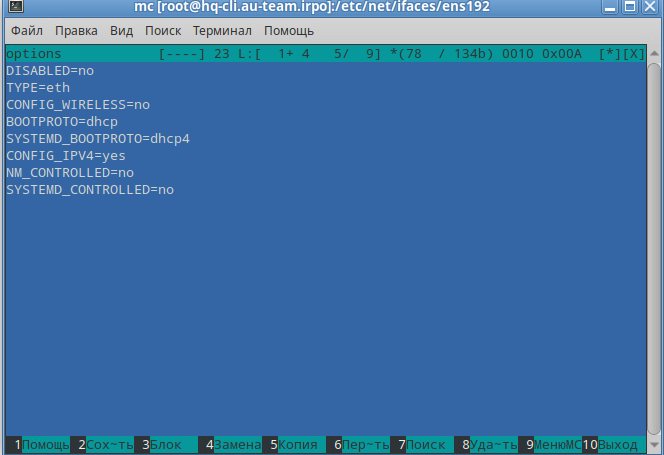 mc [root@hq-cli.au-team.irpo]:/etc/net/ifaces/ens192
Файл Правка Вид Поиск Терминал Помощь
options [----] 23 L:[ 1+ 4 5/ 9] *(78 / 134b) 0010 0x00A [*][X]
DISABLED=no
TYPE=eth
CONFIG_WIRELESS=no
BOOTPROTO=dhcp
SYSTEMD_BOOTPROTO=dhcp4
CONFIG_IPV4=yes
NM_CONTROLLED=no
SYSTEMD_CONTROLLED=no
1Помощь 2Сох~ть 3Блок 4Замена 5Копия 6Пер~ть 7Поиск 8Уда~ть 9МенюMC 10Выход